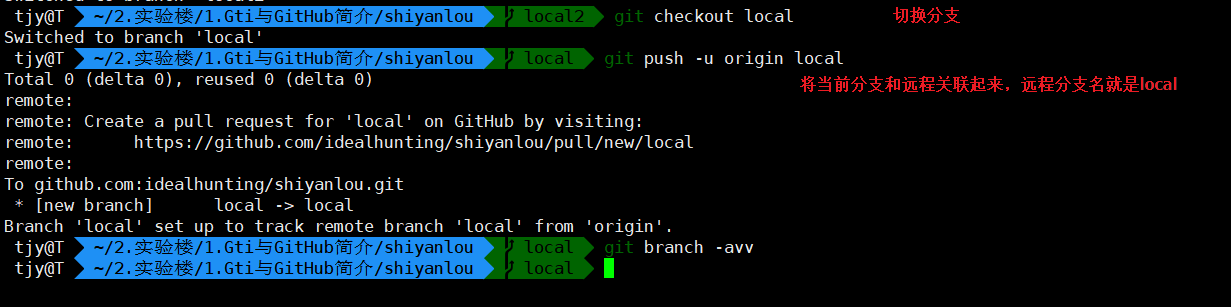 tjy@T ~/2.实验楼/1.Gti与GitHub简介/shiyanlou local2 git checkout local 切换分支
Switched to branch 'local'
tjy@T ~/2.实验楼/1.Gti与GitHub简介/shiyanlou local git push -u origin local
Total 0 (delta 0), reused 0 (delta 0) 将当前分支和远程关联起来，远程分支名就是local
remote:
remote: Create a pull request for 'local' on GitHub by visiting:
remote: https://github.com/idealhunting/shiyanlou/pull/new/local
remote:
To github.com:idealhunting/shiyanlou.git
* [new branch] local -> local
Branch 'local' set up to track remote branch 'local' from 'origin'.
tjy@T ~/2.实验楼/1.Gti与GitHub简介/shiyanlou local git branch -avv
tjy@T ~/2.实验楼/1.Gti与GitHub简介/shiyanlou local